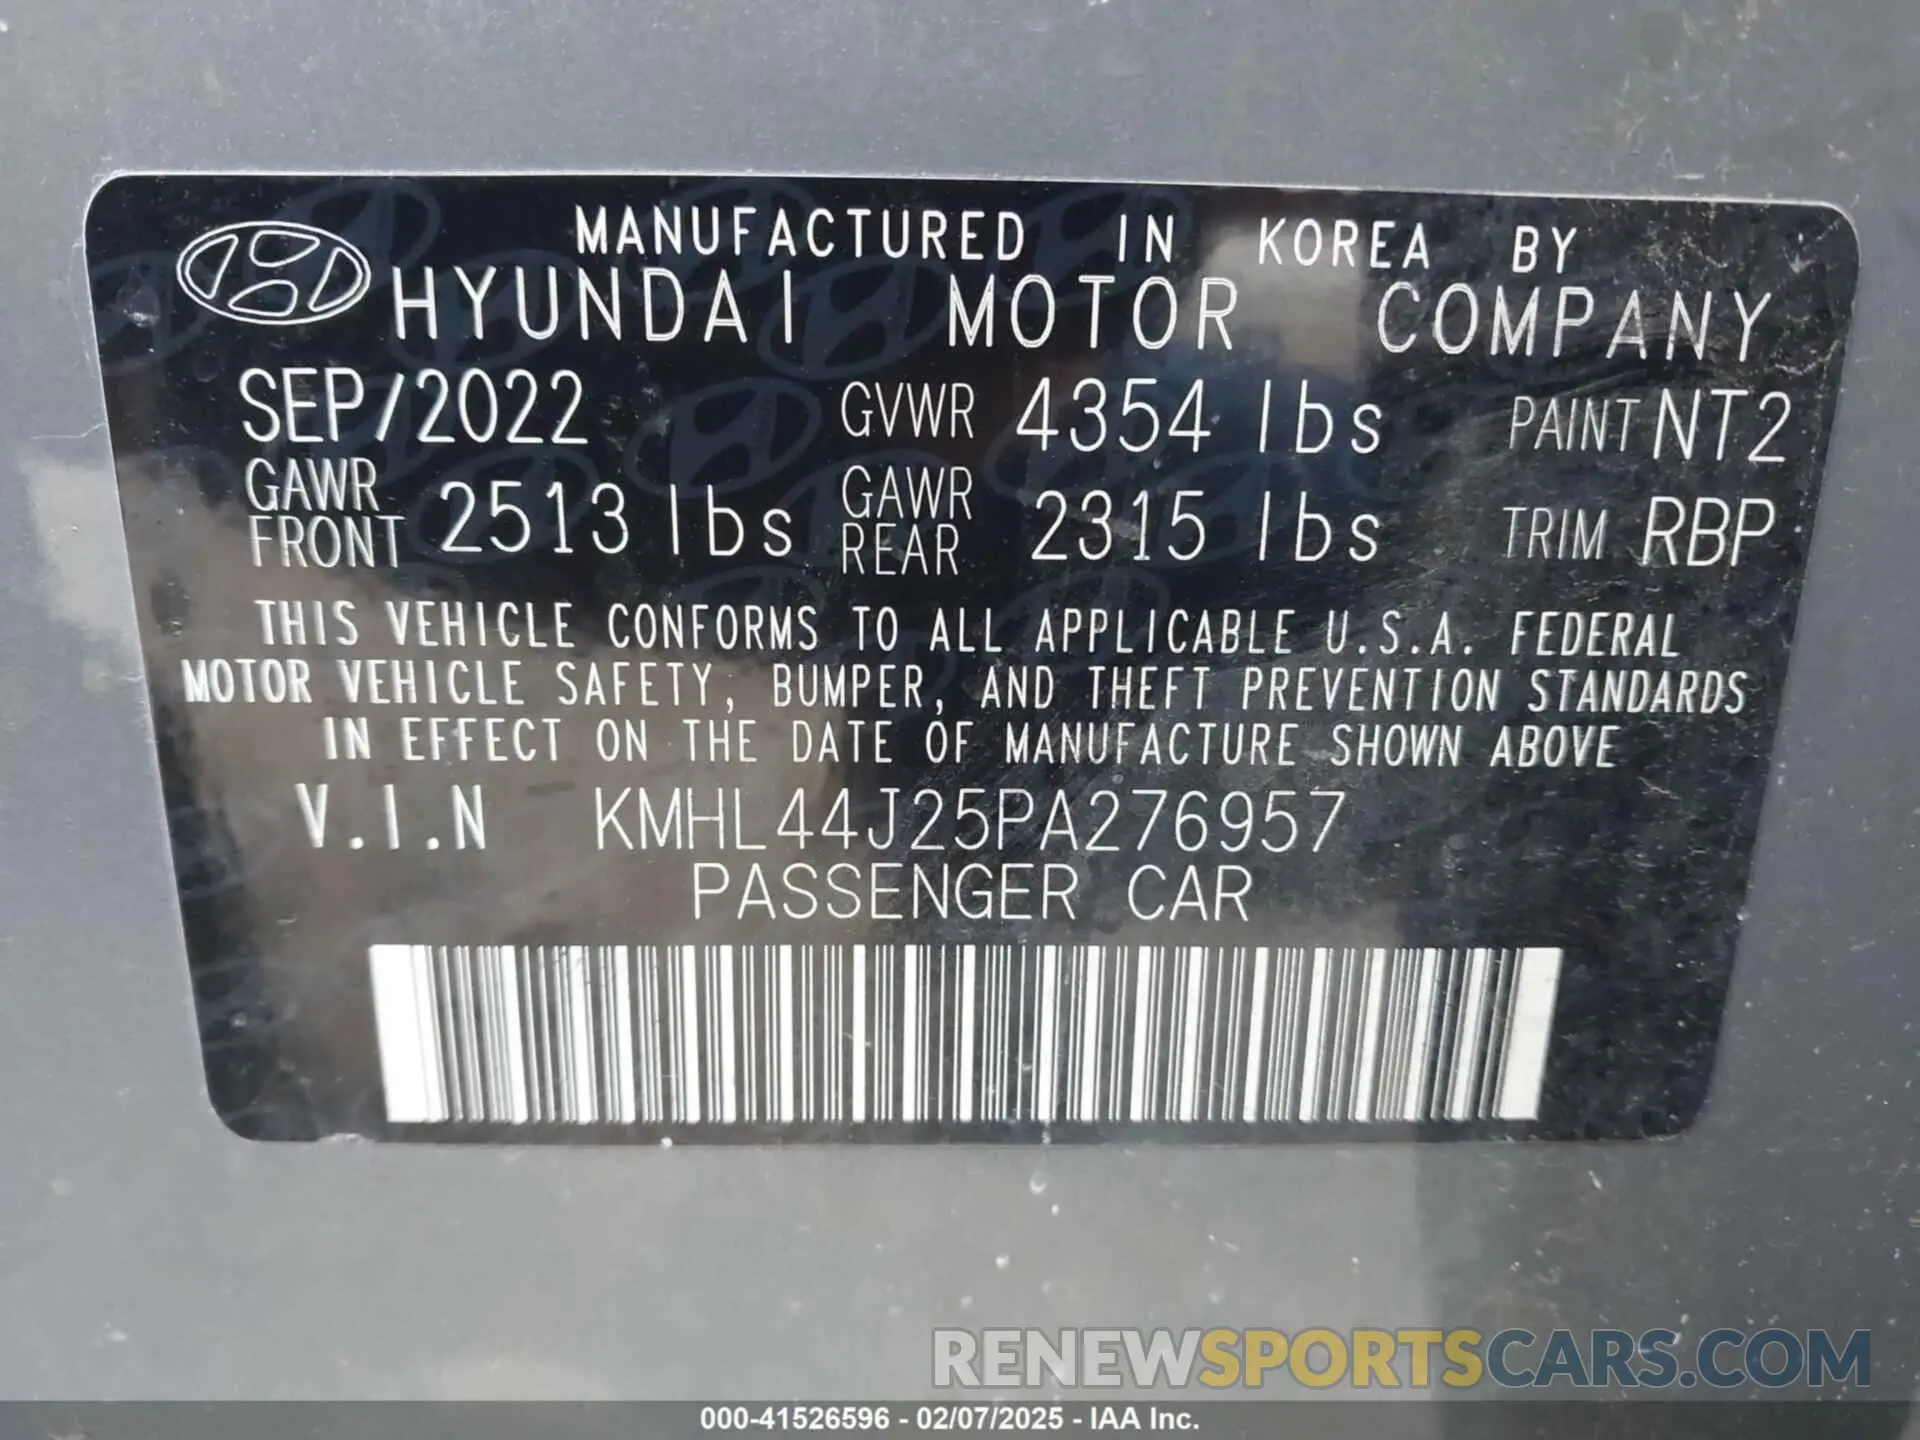 MANUFACTURED IN KOREA BY
HYUNDAI MOTOR COMPANY
SEP/2022 GVWR 4354 lbs PAINT NT2
GAWR FRONT 2513 lbs GAWR REAR 2315 lbs TRIM RBP
THIS VEHICLE CONFORMS TO ALL APPLICABLE U.S.A. FEDERAL
MOTOR VEHICLE SAFETY, BUMPER, AND THEFT PREVENTION STANDARDS
IN EFFECT ON THE DATE OF MANUFACTURE SHOWN ABOVE
V.I.N KMHL44J25PA276957
PASSENGER CAR
RENEWSPORTSCARS.COM
000-41526596 - 02/07/2025 - IAA Inc.